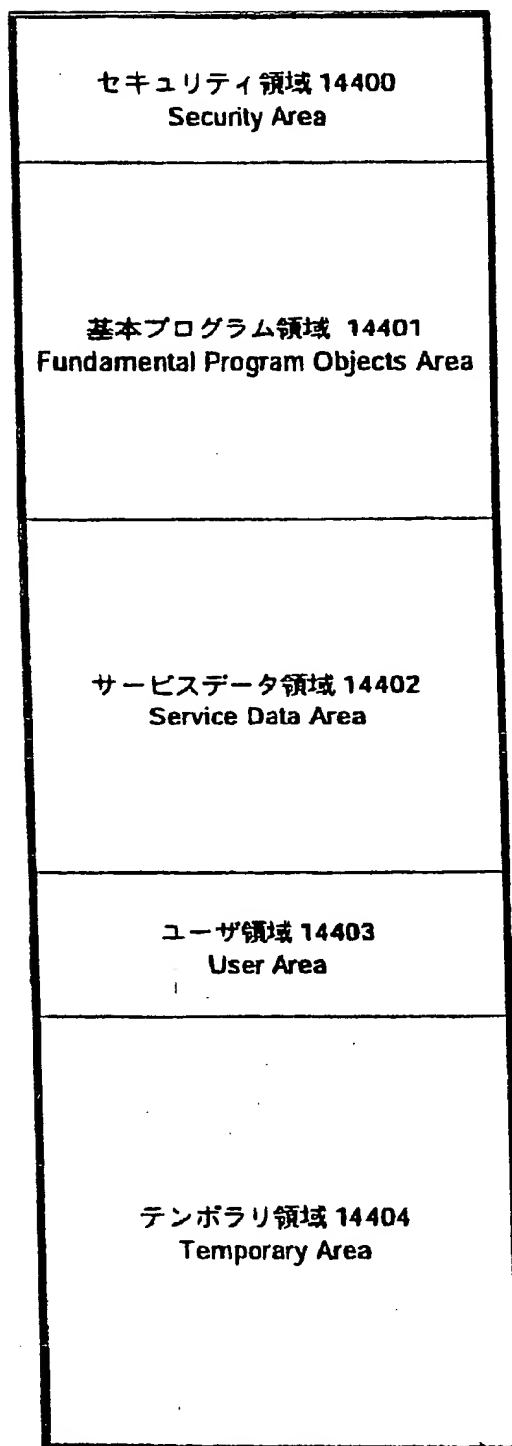 セキュリティ領域 14400
Security Area
基本プログラム領域 14401
Fundamental Program Objects Area
サービスデータ領域 14402
Service Data Area
ユーザ領域 14403
User Area
テンポラリ領域 14404
Temporary Area